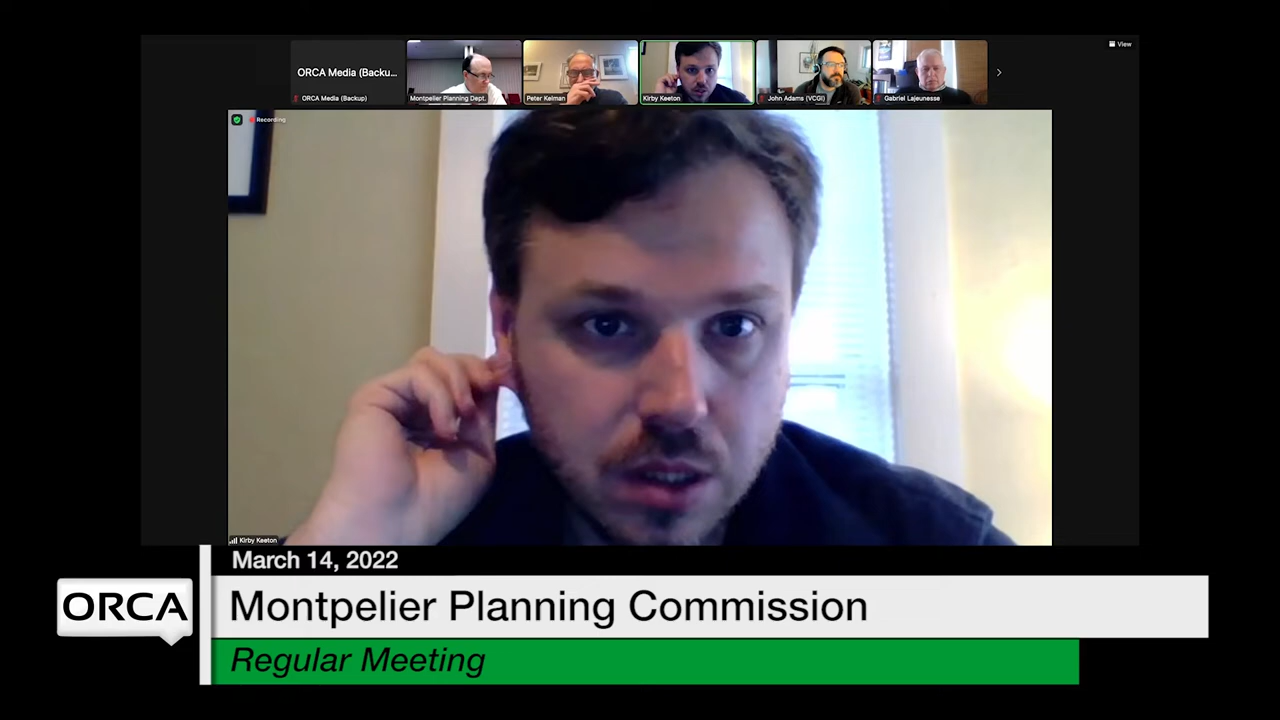 View
ORCA Media (Backu...
ORCA Media (Backup)
Montpelier Planning Dept.
Peter Kelman
Kirby Keeton
John Adams (VCGI)
Gabriel Lajeunesse
Recording
Kirby Keeton
March 14, 2022
ORCA
Montpelier Planning Commission
Regular Meeting